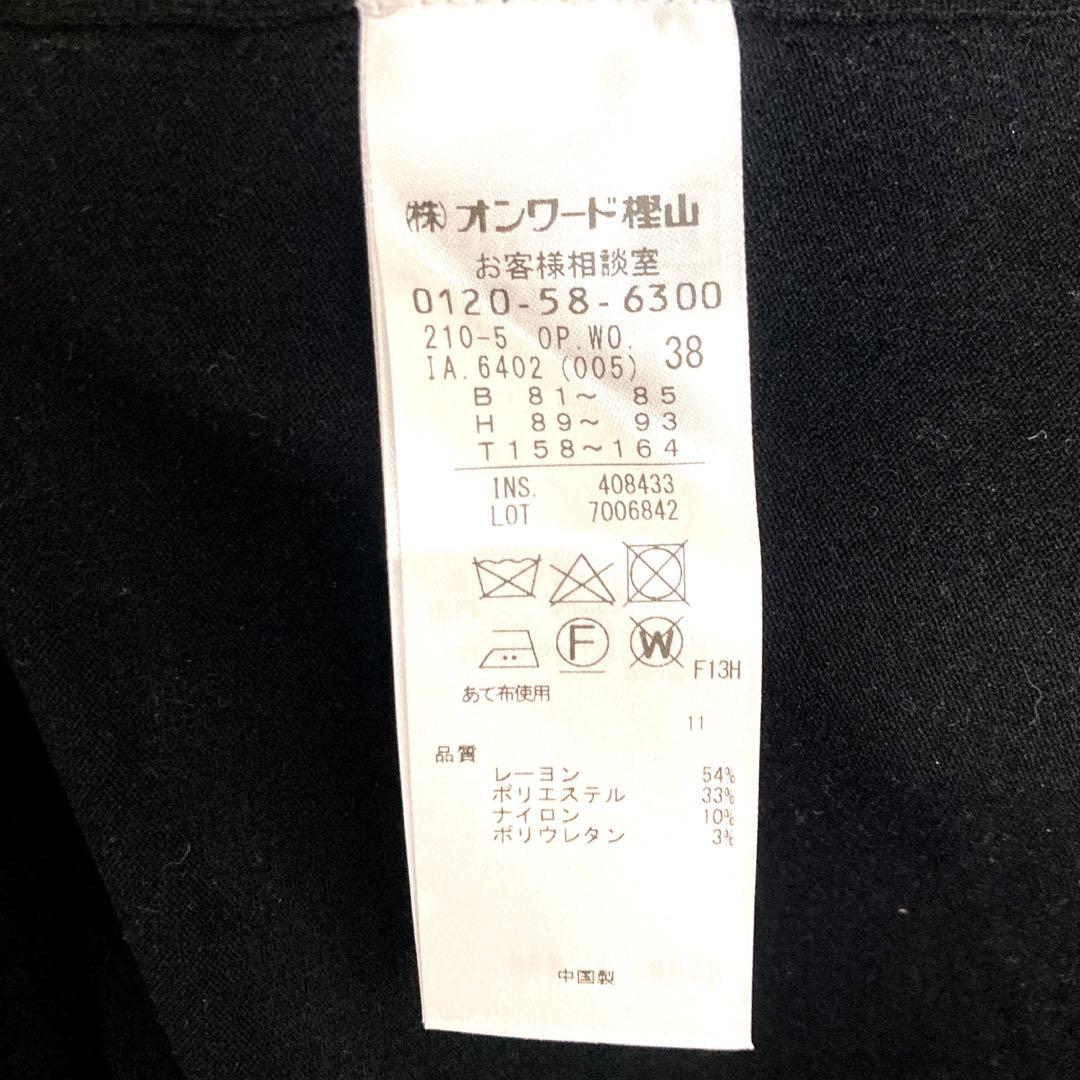 ㈱オンワード樫山
お客様相談室
0120-58-6300
210-5 OP.WO. 38
IA.6402 (005)
B 81～ 85
H 89～ 93
T158～164
INS. 408433
LOT 7006842
F W F13H
あて布使用
11
品質
レーヨン 54%
ポリエステル 33%
ナイロン 10%
ポリウレタン 3%
中国製